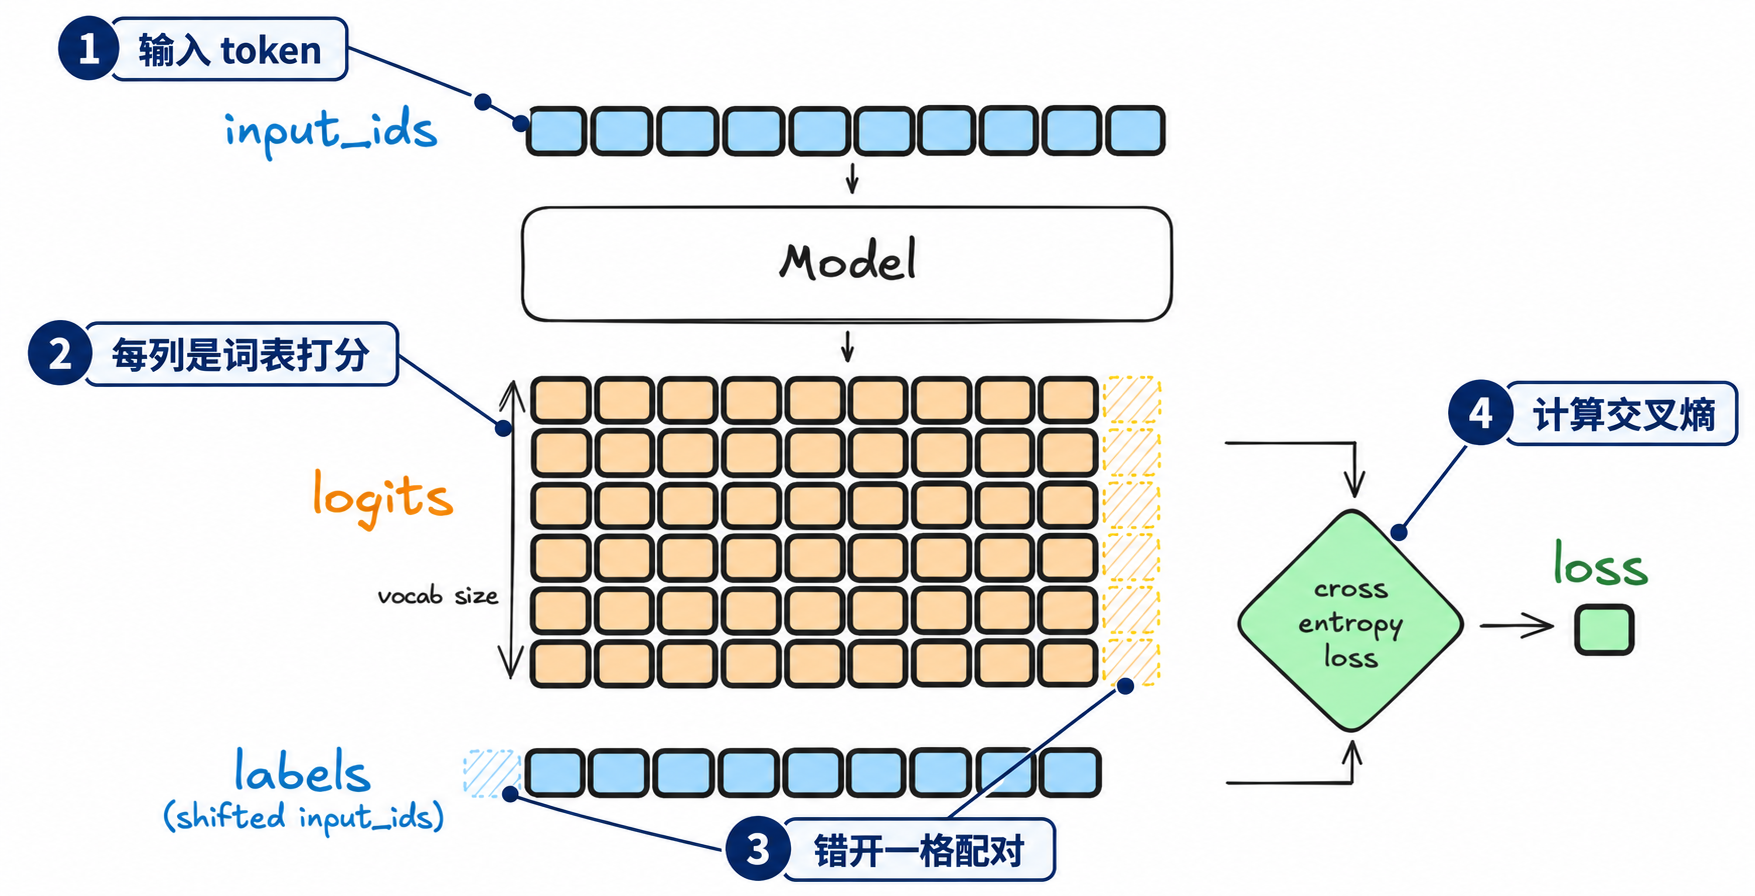 1 输入 token
input_ids
Model
2 每列是词表打分
logits
vocab size
4 计算交叉熵
cross
entropy
loss
loss
labels
(shifted input_ids)
3 错开一格配对